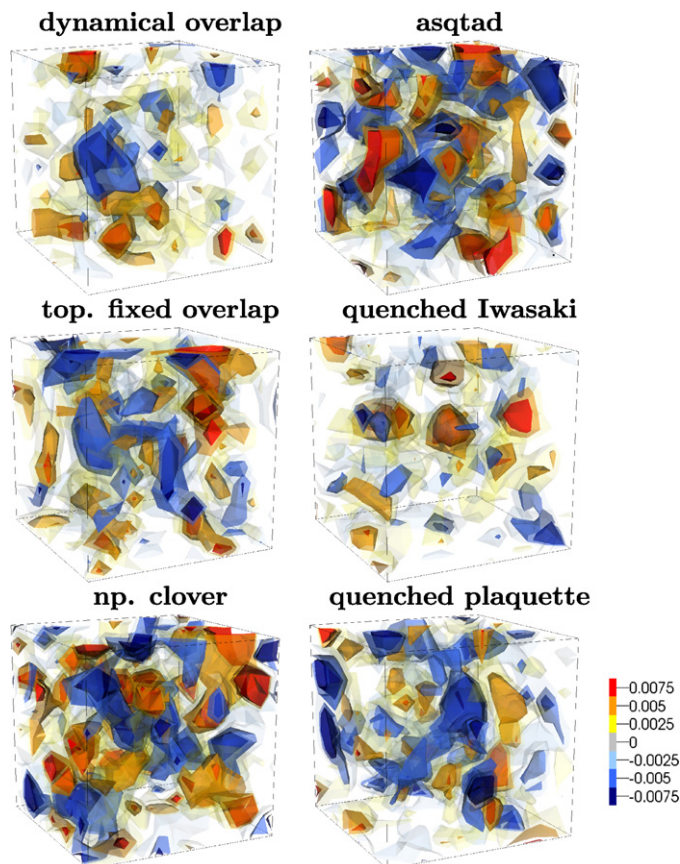 dynamical overlap
asqtad
top. fixed overlap
quenched Iwasaki
np. clover
quenched plaquette
0.0075
0.005
0.0025
0
-0.0025
-0.005
-0.0075